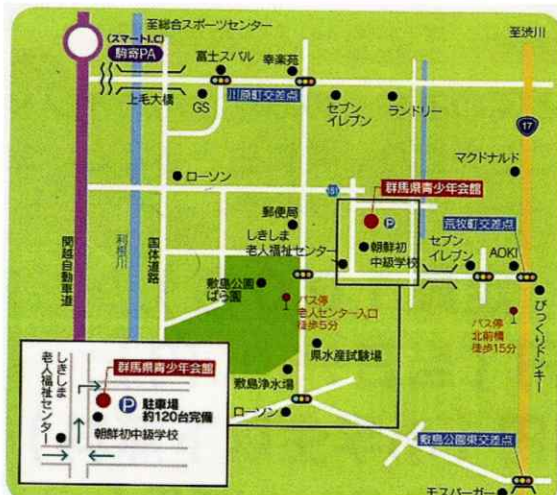 至総合スポーツセンター
至渋川
(スマートI.C)
駒寄PA
冨士スバル
幸楽苑
上毛大橋
GS
川原町交差点
セブン
イレブン
ランドリー
17
マクドナルド
ローソン
151
群馬県青少年会館
P
郵便局
荒牧町交差点
しきしま
老人福祉センター
朝鮮初
中級学校
セブン
イレブン
AOKI
関越自動車道
利根川
国体道路
敷島公園
ばら園
バス停
老人センター入口
徒歩5分
バス停
北前橋
徒歩15分
びっくりドンキー
県水産試験場
敷島浄水場
ローソン
敷島公園東交差点
モスバーガー
しきしま
老人福祉センター
群馬県青少年会館
P
駐車場
約120台完備
朝鮮初中級学校